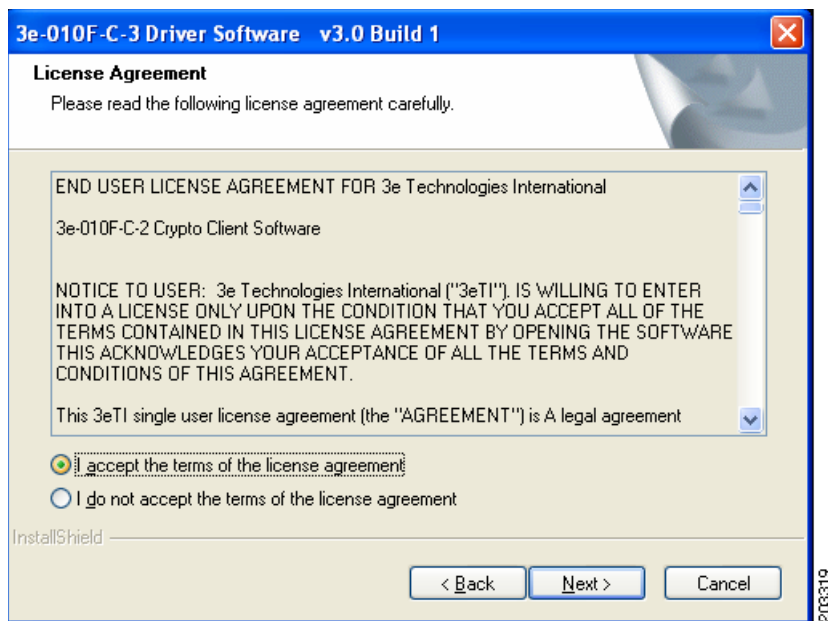 3e-010F-C-3 Driver Software   v3.0 Build 1
License Agreement
Please read the following license agreement carefully.
END USER LICENSE AGREEMENT FOR 3e Technologies International
3e-010F-C-2 Crypto Client Software
NOTICE TO USER:  3e Technologies International ("3eTI"). IS WILLING TO ENTER
INTO A LICENSE ONLY UPON THE CONDITION THAT YOU ACCEPT ALL OF THE
TERMS CONTAINED IN THIS LICENSE AGREEMENT BY OPENING THE SOFTWARE
THIS ACKNOWLEDGES YOUR ACCEPTANCE OF ALL THE TERMS AND
CONDITIONS OF THIS AGREEMENT.
This 3eTI single user license agreement (the "AGREEMENT") is A legal agreement
I accept the terms of the license agreement
I do not accept the terms of the license agreement
InstallShield
< Back
Next >
Cancel
203319